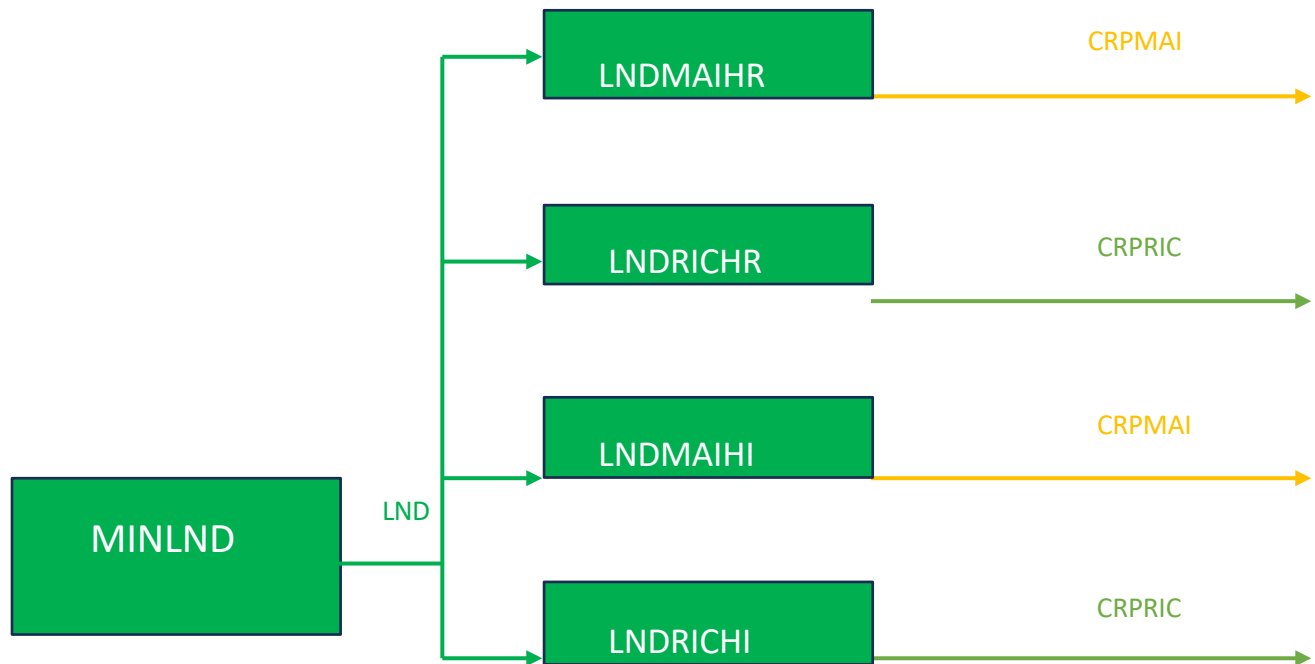 LNDMAIHR
CRPMAI
LNDRICHR
CRPRIC
LNDMAIHI
CRPMAI
MINLND
LND
LNDRICHI
CRPRIC